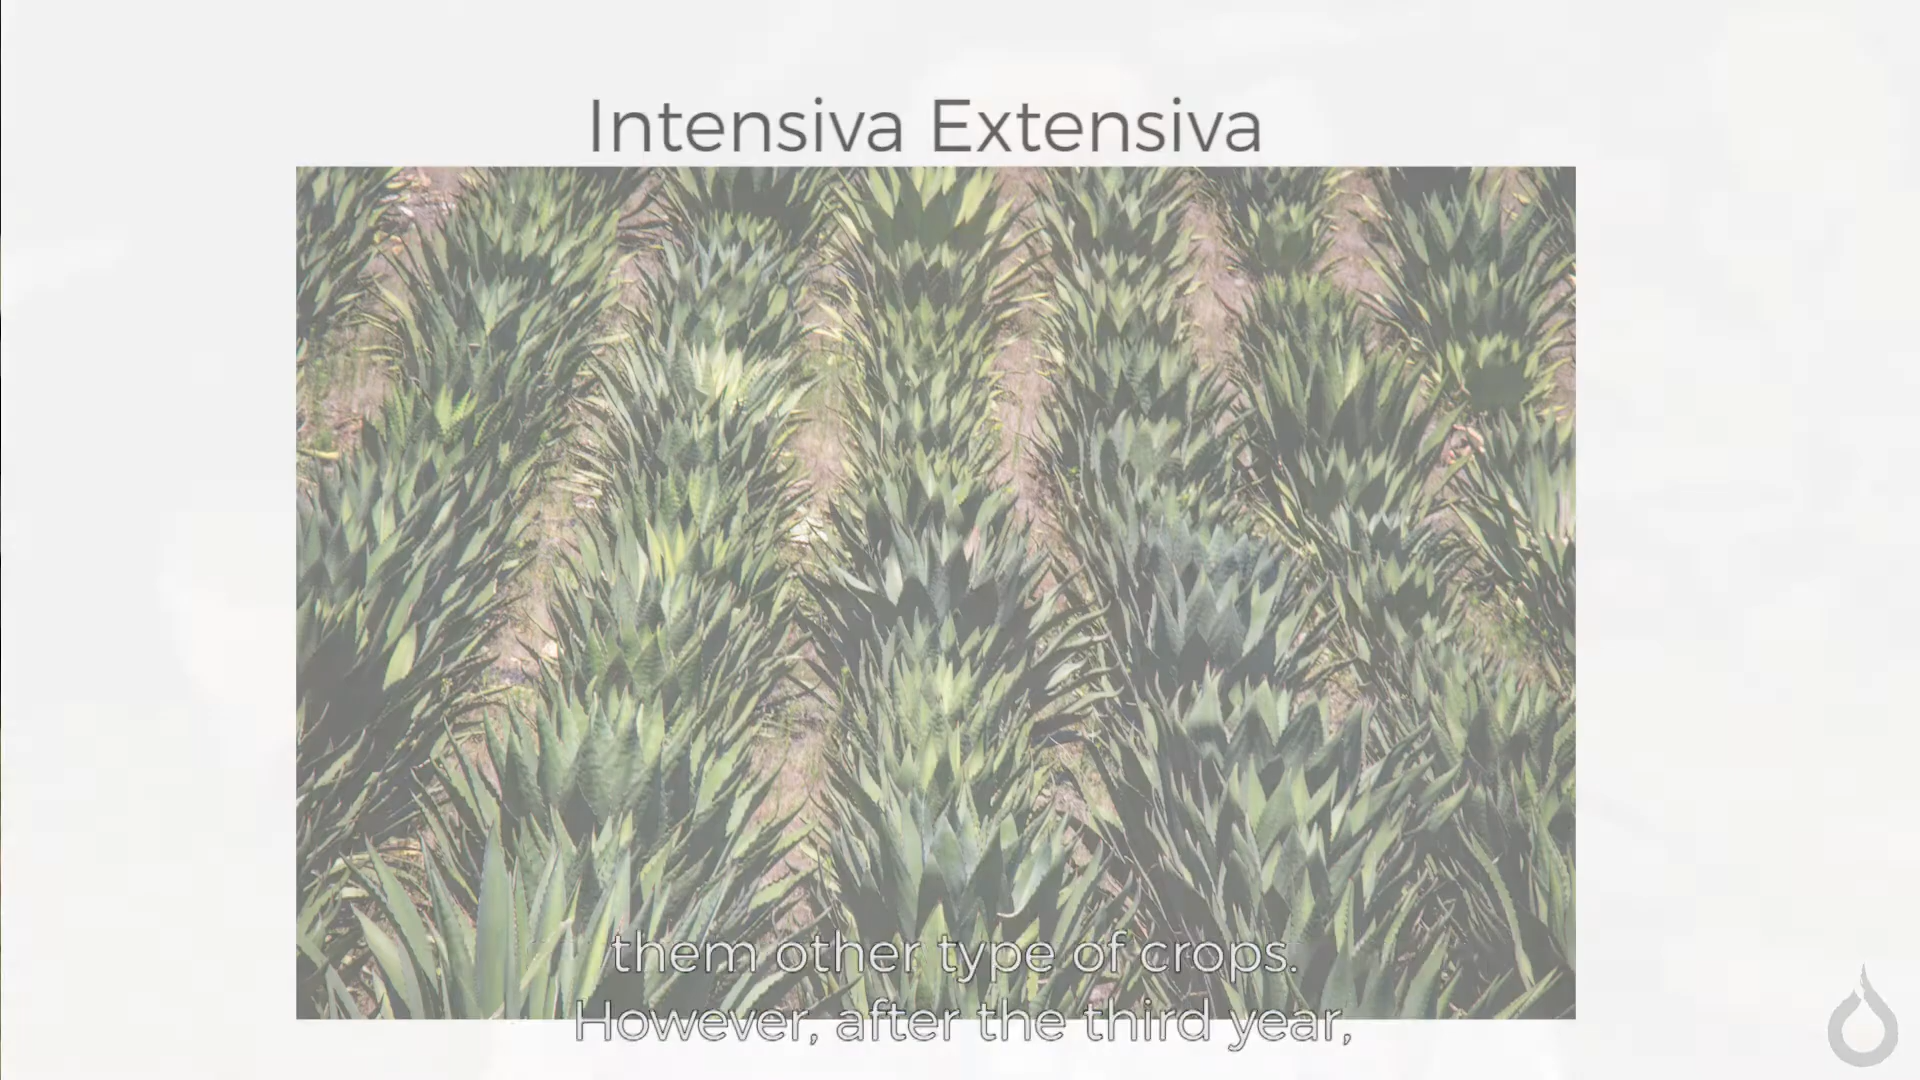 Intensiva Extensiva
them other type of crops.
However, after the third year,